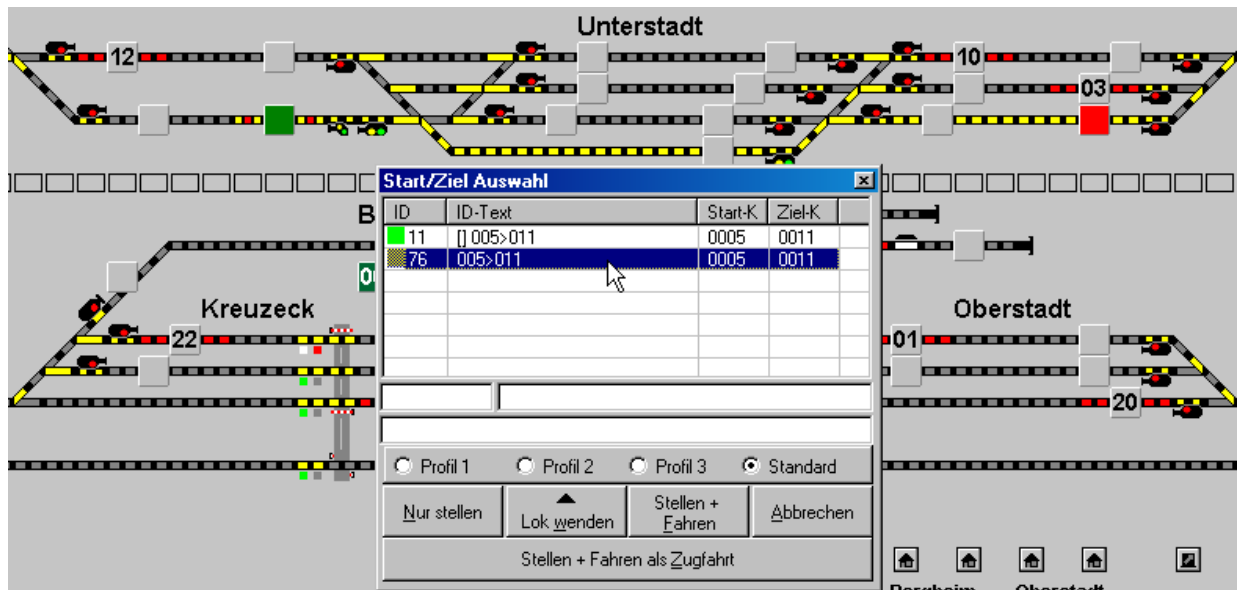 Unterstadt
12
10
03
Start/Ziel Auswahl
B
ID ID-Text Start-K Ziel-K
11 [] 005>011 0005 0011
76 005>011 0005 0011
Kreuzeck
Oberstadt
22
01
20
Profil 1 Profil 2 Profil 3 Standard
Nur stellen
Lok wenden
Stellen +
Fahren
Abbrechen
Stellen + Fahren als Zugfahrt
Bergheim Oberstadt